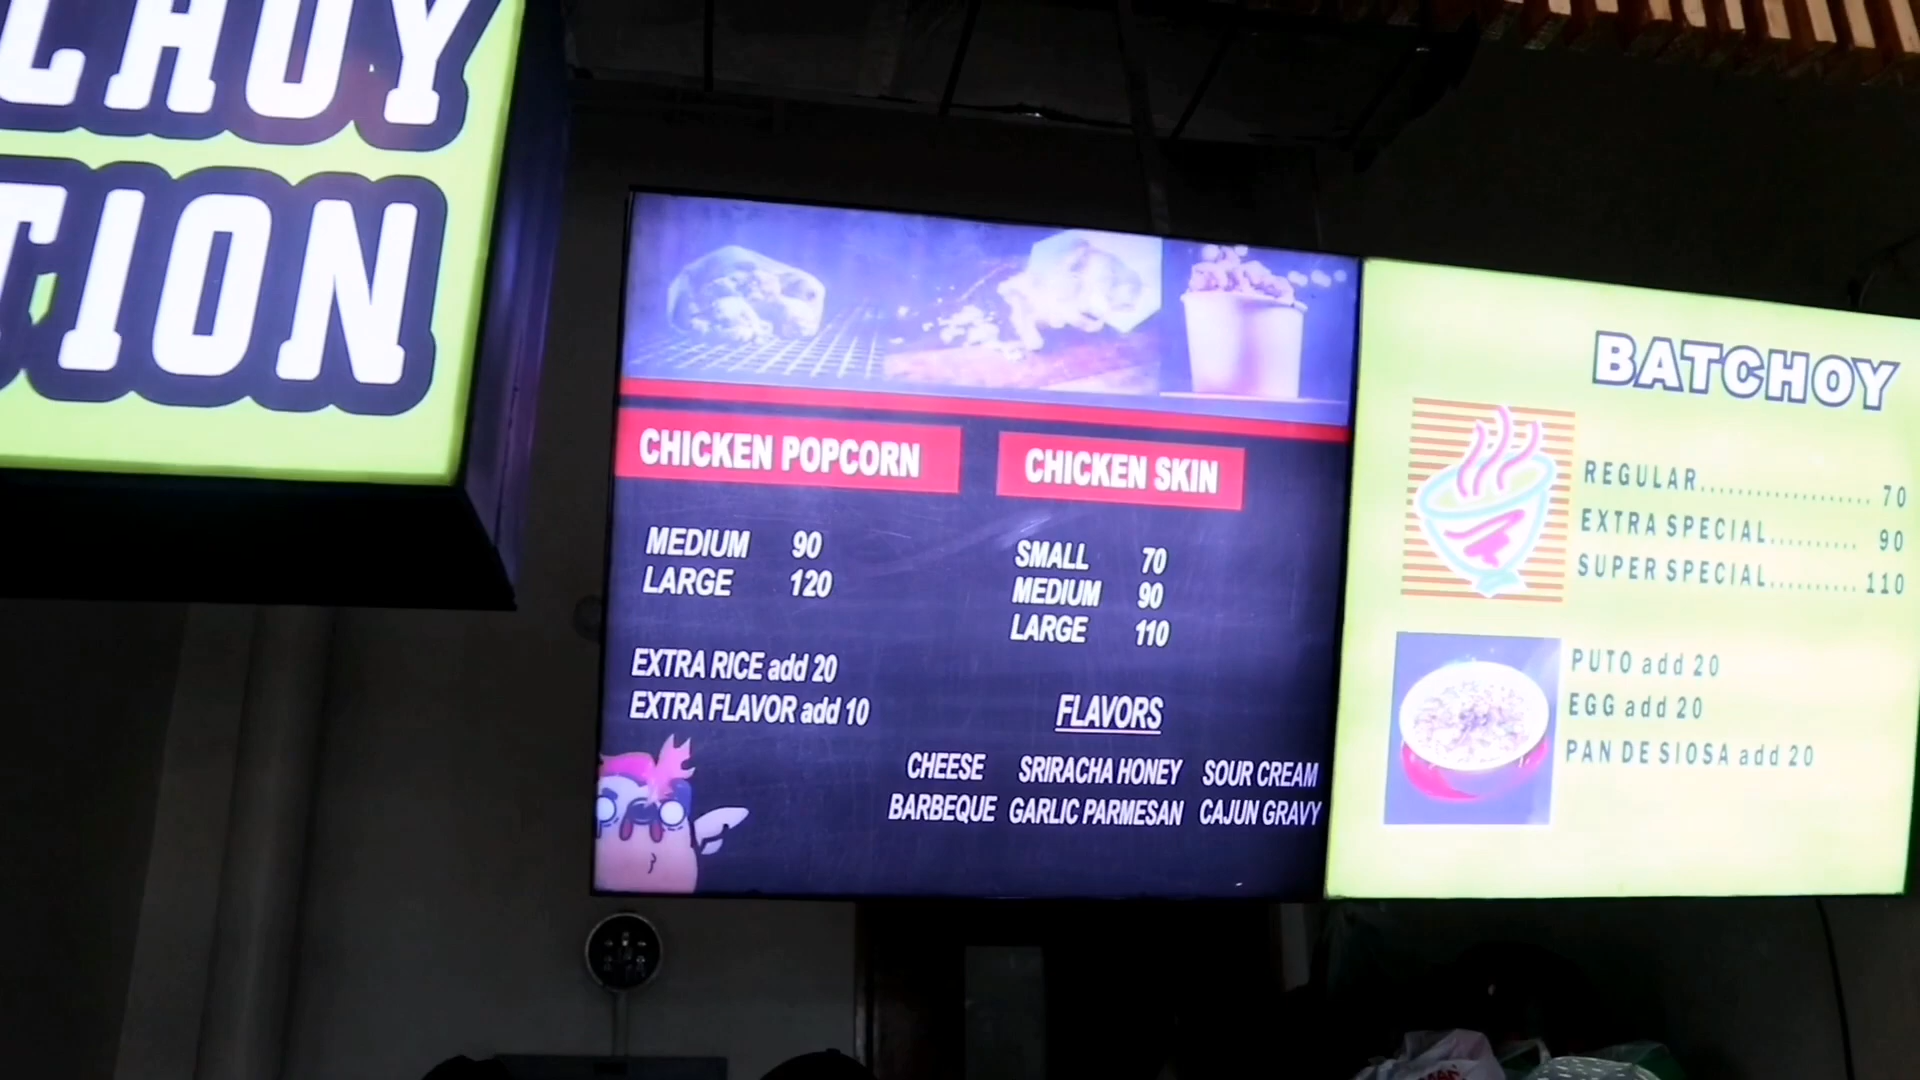 CHOY
TION
CHICKEN POPCORN
MEDIUM 90
LARGE 120
EXTRA RICE add 20
EXTRA FLAVOR add 10
CHICKEN SKIN
SMALL 70
MEDIUM 90
LARGE 110
FLAVORS
CHEESE SRIRACHA HONEY SOUR CREAM
BARBEQUE GARLIC PARMESAN CAJUN GRAVY
BATCHOY
REGULAR................... 70
EXTRA SPECIAL.......... 90
SUPER SPECIAL.......... 110
PUTO add 20
EGG add 20
PAN DE SIOSA add 20